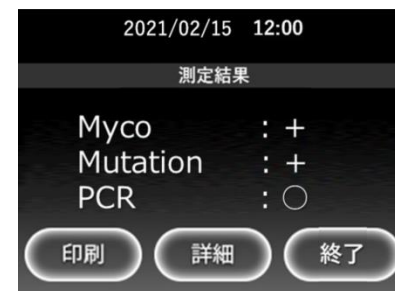 2021/02/15 12:00
測定結果
Myco : +
Mutation : +
PCR : ○
印刷 詳細 終了